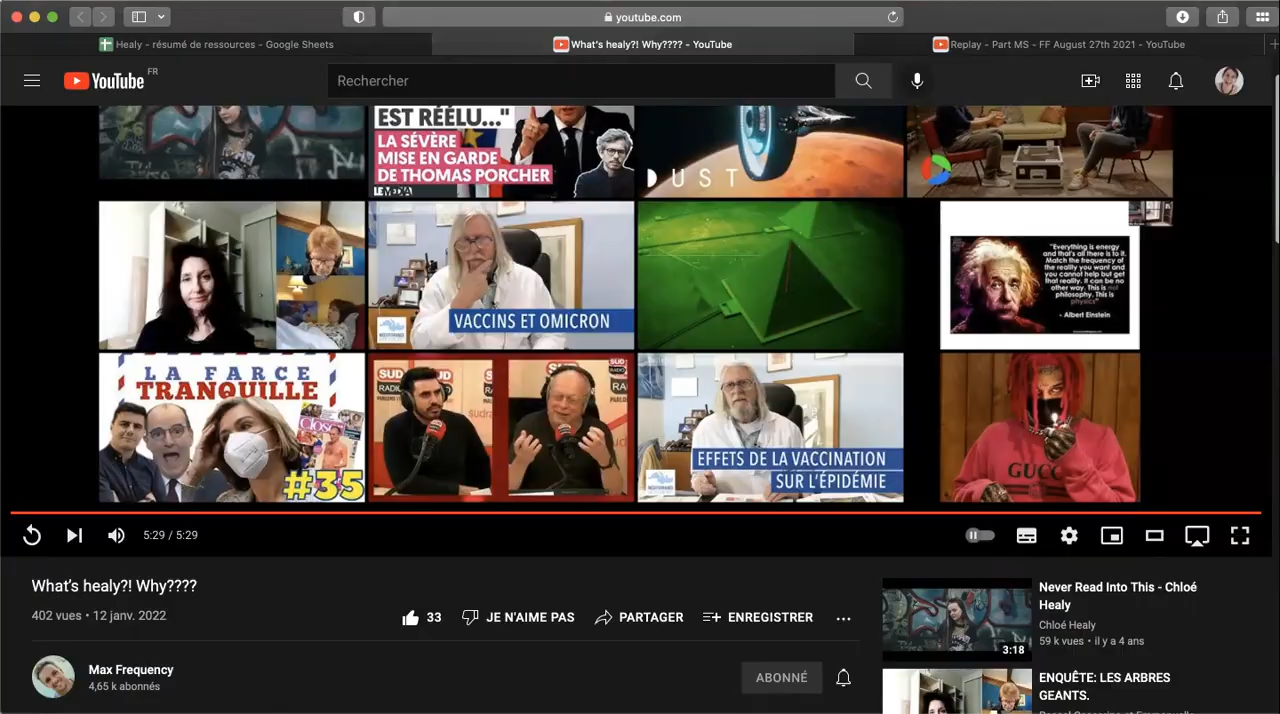 youtube.com
Healy - résumé de ressources - Google Sheets
What's healy?! Why???? - YouTube
Replay - Part MS - FF August 27th 2021 - YouTube
YouTube FR
Rechercher
EST RÉÉLU..."
LA SÉVÈRE
MISE EN GARDE
DE THOMAS PORCHER
LEMEDIA
DUST
VACCINS ET OMICRON
"Everything is energy
and that's all there is to it.
Match the frequency of
the reality you want and
you cannot help but get
that reality. It can be no
other way. This is not
philosophy. This is
physics"
- Albert Einstein
LA FARCE
TRANQUILLE
Closer
#35
SUD
RADIO
SUD
RADIO
EFFETS DE LA VACCINATION
SUR L'ÉPIDÉMIE
GUCCI
5:29 / 5:29
What's healy?! Why????
402 vues • 12 janv. 2022
33
JE N'AIME PAS
PARTAGER
ENREGISTRER
Max Frequency
4,65 k abonnés
ABONNÉ
3:18
Never Read Into This - Chloé
Healy
Chloé Healy
59 k vues • il y a 4 ans
ENQUÊTE: LES ARBRES
GEANTS.